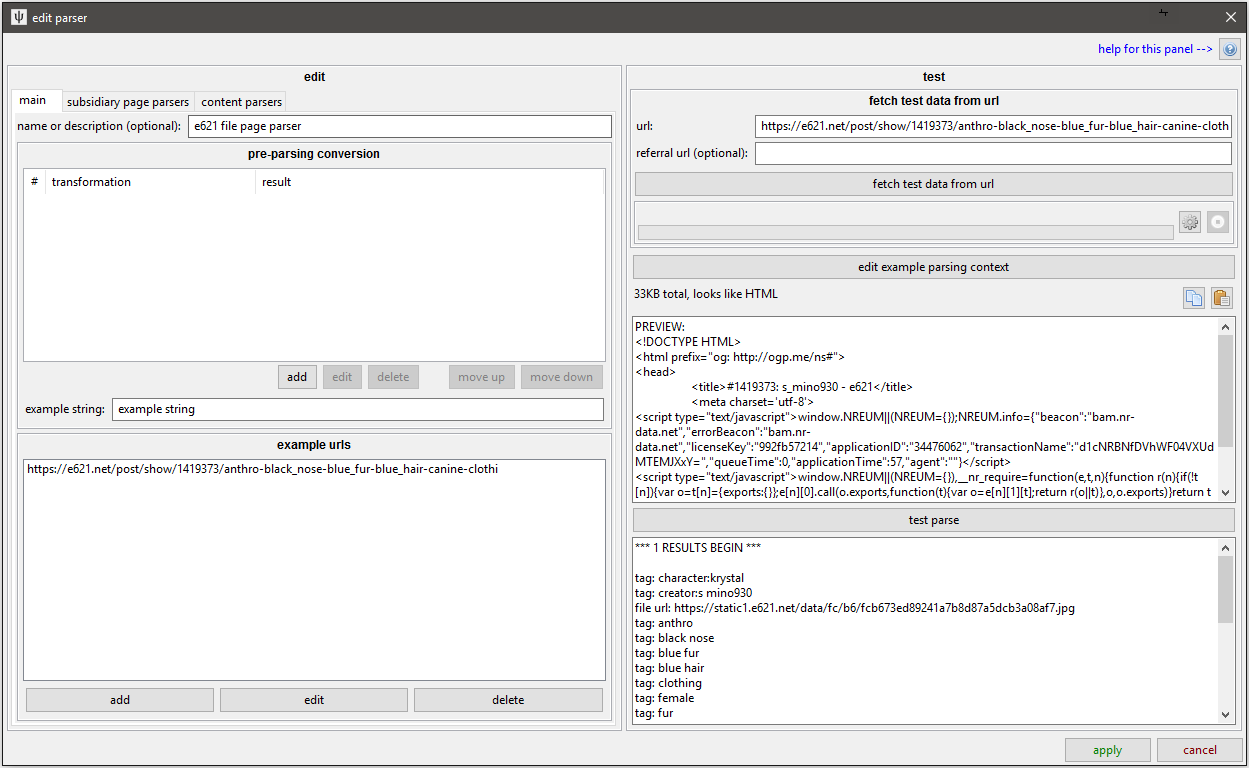 edit parser
help for this panel -->
edit
main
subsidiary page parsers
content parsers
name or description (optional): e621 file page parser
pre-parsing conversion
# transformation result
add edit delete move up move down
example string: example string
example urls
https://e621.net/post/show/1419373/anthro-black_nose-blue_fur-blue_hair-canine-clothi
add edit delete
test
fetch test data from url
url: https://e621.net/post/show/1419373/anthro-black_nose-blue_fur-blue_hair-canine-cloth
referral url (optional):
fetch test data from url
edit example parsing context
33KB total, looks like HTML
PREVIEW:
<!DOCTYPE HTML>
<html prefix="og: http://ogp.me/ns#">
<head>
<title>#1419373: s_mino930 - e621</title>
<meta charset='utf-8'>
<script type="text/javascript">window.NREUM||(NREUM={});NREUM.info={"beacon":"bam.nr-
data.net","errorBeacon":"bam.nr-
data.net","licenseKey":"992fb57214","applicationID":"34476062","transactionName":"d1cNRBNfDVhWF04VXUd
MTEMJXxY=","queueTime":0,"applicationTime":57,"agent":""}</script>
<script type="text/javascript">window.NREUM||(NREUM={}),__nr_require=function(e,t,n){function r(n){if(!t
[n]){var o=t[n]={exports:{}};e[n][0].call(o.exports,function(t){var o=e[n][1][t];return r(o||t)},o,o.exports)}return t
test parse
*** 1 RESULTS BEGIN ***
tag: character:krystal
tag: creator:s mino930
file url: https://static1.e621.net/data/fc/b6/fcb673ed89241a7b8d87a5dcb3a08af7.jpg
tag: anthro
tag: black nose
tag: blue fur
tag: blue hair
tag: clothing
tag: female
tag: fur
apply cancel